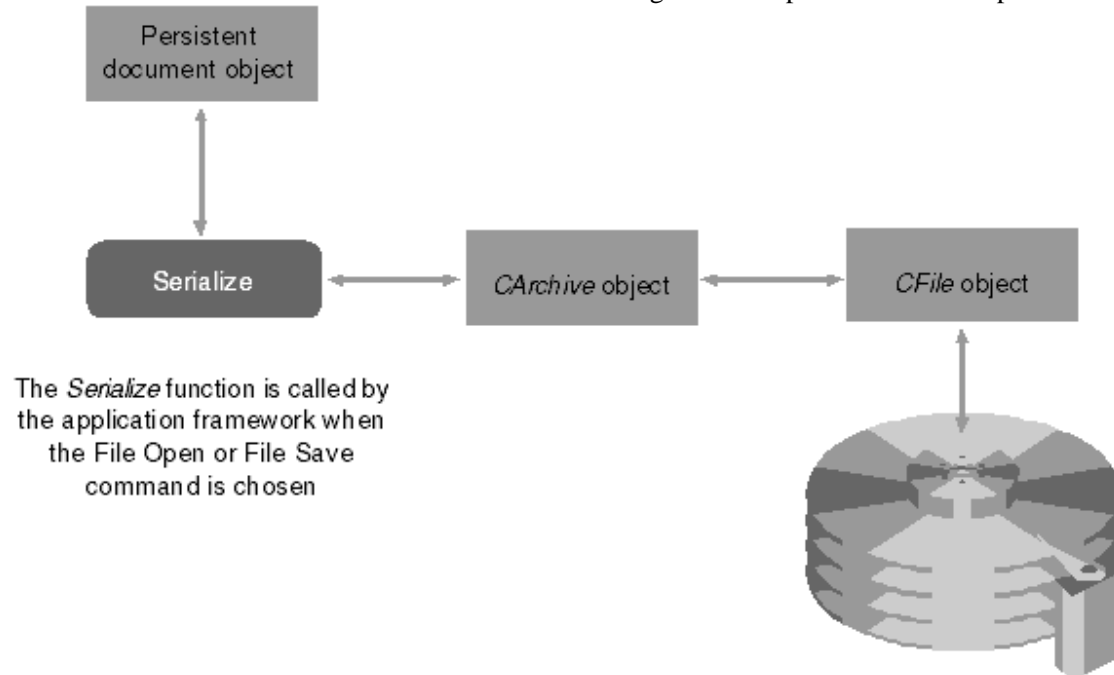 Persistent
document object
Serialize
CArchive object
CFile object
The Serialize function is called by
the application framework when
the File Open or File Save
command is chosen